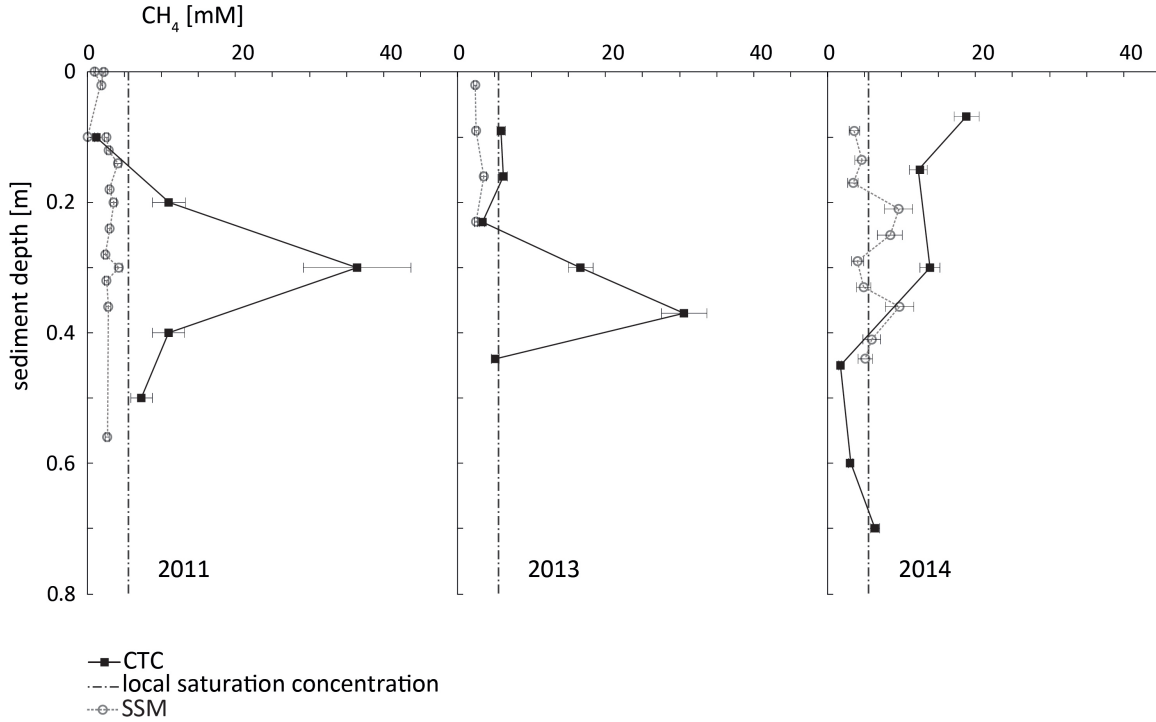 CH4 [mM]
0 20 40 0 20 40 0 20 40
0
0.2
0.4
0.6
0.8
sediment depth [m]
2011 2013 2014
CTC
local saturation concentration
SSM